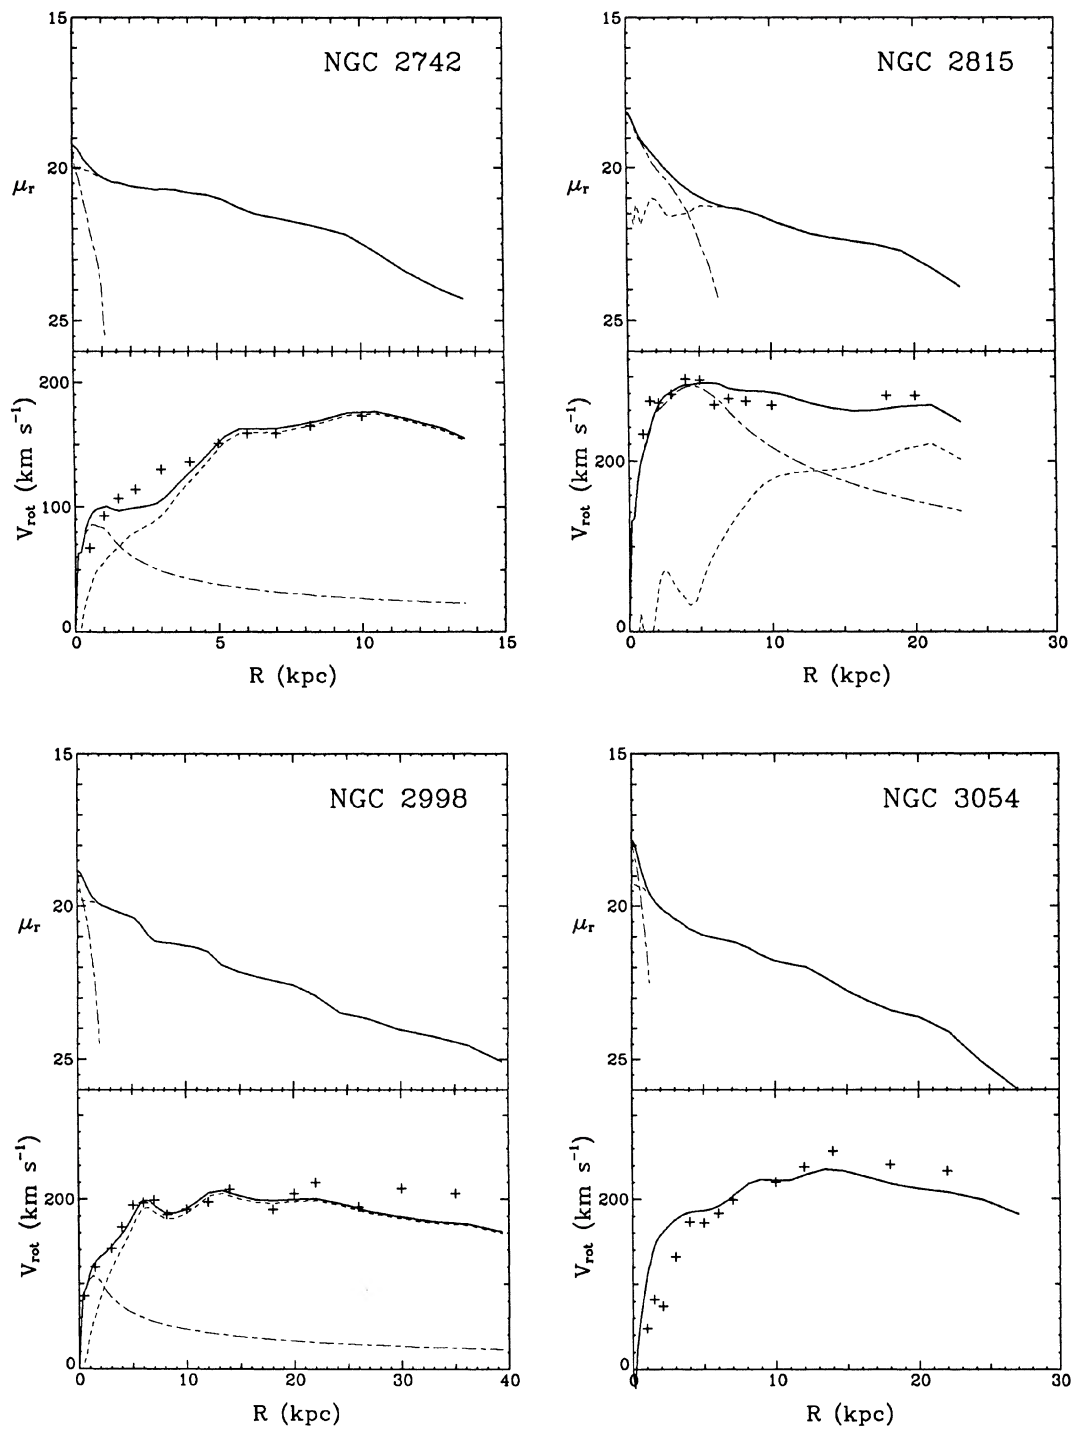 15
NGC 2742
20
μr
25
200
100
0
Vrot (km s−1)
0 5 10 15
R (kpc)
15
NGC 2815
20
μr
25
200
0
Vrot (km s−1)
0 10 20 30
R (kpc)
15
NGC 2998
20
μr
25
200
0
Vrot (km s−1)
0 10 20 30 40
R (kpc)
15
NGC 3054
20
μr
25
200
0
Vrot (km s−1)
0 10 20 30
R (kpc)